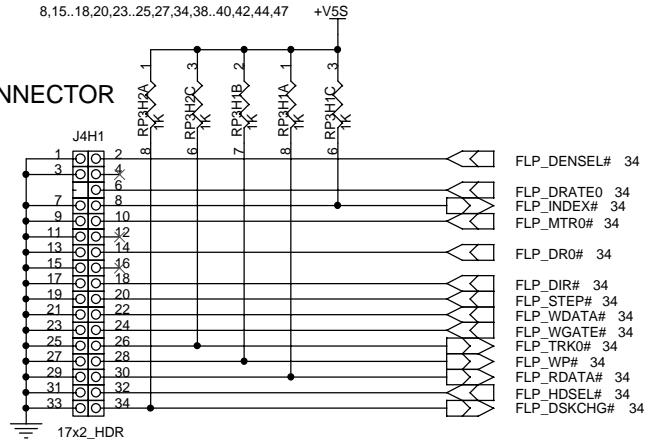 8,15..18,20,23..25,27,34,38..40,42,44,47 +V5S
1 3 2 1 3
RP3H2A RP3H2C RP3H1B RP3H1A RP3H1C
1K 1K 1K 1K
8 6 7 8 6
NNECTOR
J4H1
1 2 FLP_DENSEL# 34
3 4
6 FLP_DRATE0 34
7 8 FLP_INDEX# 34
9 10 FLP_MTR0# 34
11 12
13 14 FLP_DR0# 34
15 16
17 18 FLP_DIR# 34
19 20 FLP_STEP# 34
21 22 FLP_WDATA# 34
23 24 FLP_WGATE# 34
25 26 FLP_TRK0# 34
27 28 FLP_WP# 34
29 30 FLP_RDATA# 34
31 32 FLP_HDSEL# 34
33 34 FLP_DSKCHG# 34
17x2_HDR